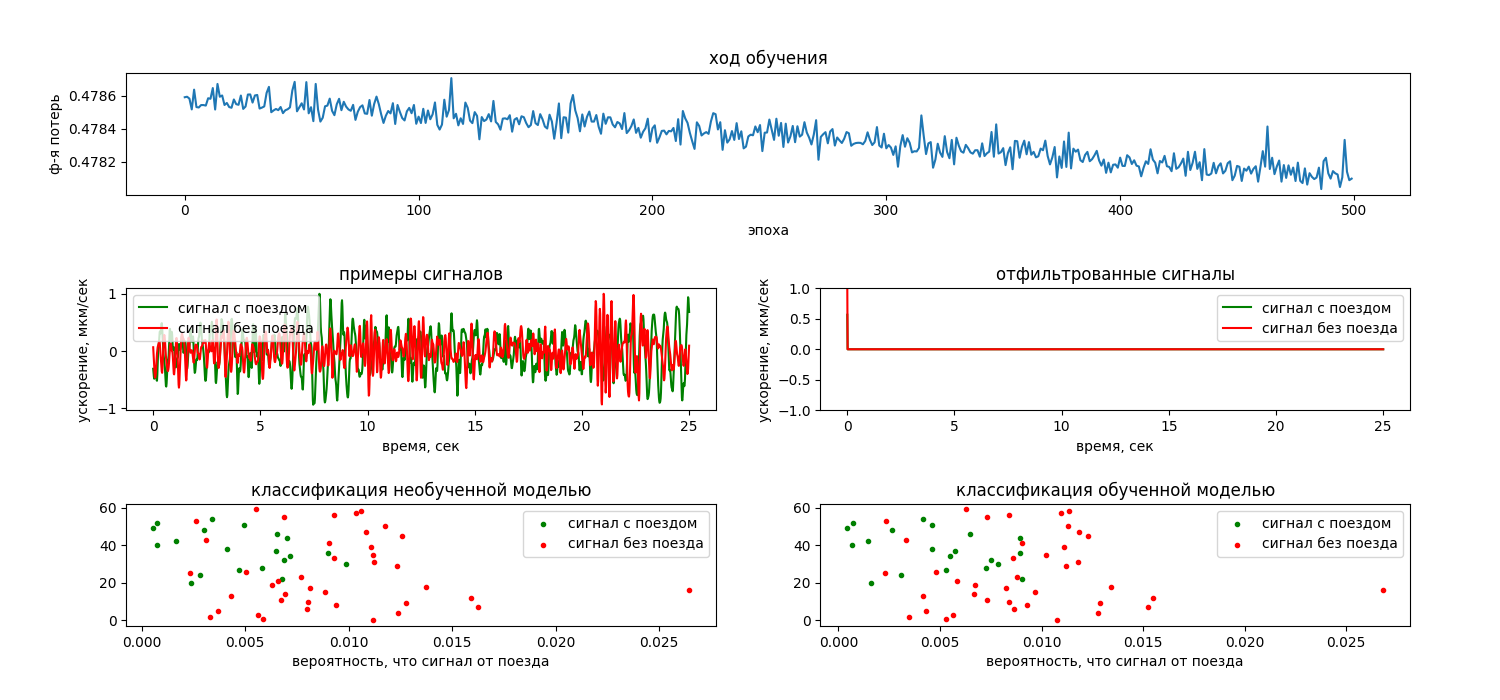 ход обучения
ф-я потерь
0.4786
0.4784
0.4782
0 100 200 300 400 500
эпоха
примеры сигналов
ускорение, мкм/сек
1
0
−1
сигнал с поездом
сигнал без поезда
0 5 10 15 20 25
время, сек
отфильтрованные сигналы
ускорение, мкм/сек
1.0
0.5
0.0
−0.5
−1.0
сигнал с поездом
сигнал без поезда
0 5 10 15 20 25
время, сек
классификация необученной моделью
60
40
20
0
сигнал с поездом
сигнал без поезда
0.000 0.005 0.010 0.015 0.020 0.025
вероятность, что сигнал от поезда
классификация обученной моделью
60
40
20
0
сигнал с поездом
сигнал без поезда
0.000 0.005 0.010 0.015 0.020 0.025
вероятность, что сигнал от поезда